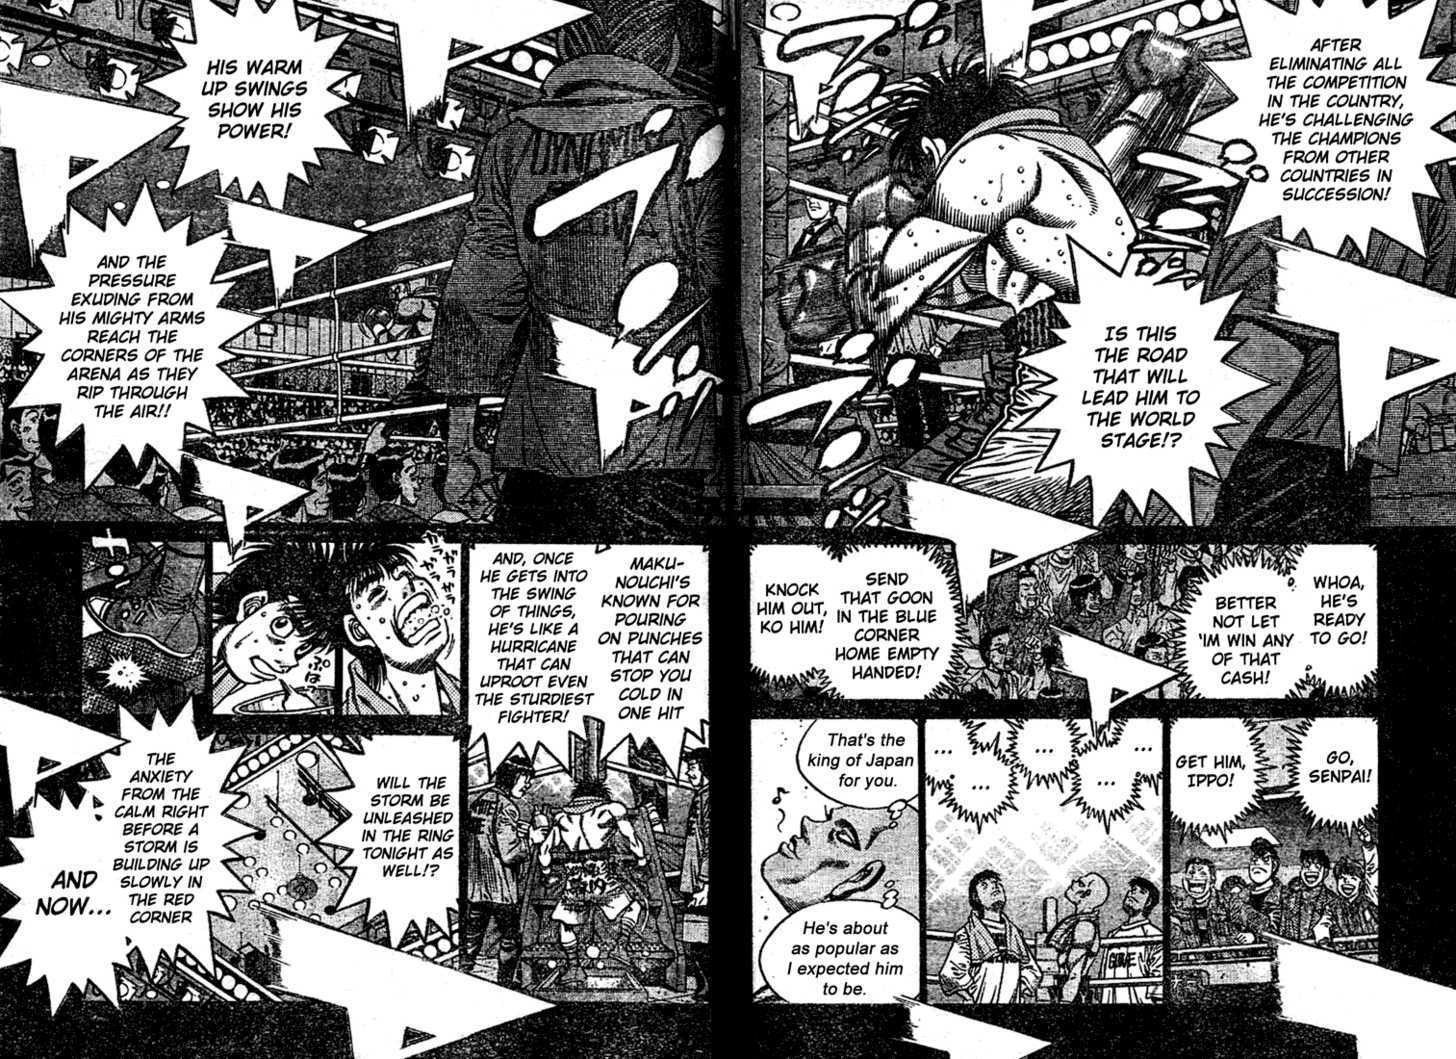 AFTER
ELIMINATING ALL
THE COMPETITION
IN THE COUNTRY,
HE'S CHALLENGING
THE CHAMPIONS
FROM OTHER
COUNTRIES IN
SUCCESSION!
IS THIS
THE ROAD
THAT WILL
LEAD HIM TO
THE WORLD
STAGE!?
HIS WARM
UP SWINGS
SHOW HIS
POWER!
AND THE
PRESSURE
EXUDING FROM
HIS MIGHTY ARMS
REACH THE
CORNERS OF THE
ARENA AS THEY
RIP THROUGH
THE AIR!!
WHOA,
HE'S
READY
TO GO!
BETTER
NOT LET
'IM WIN ANY
OF THAT
CASH!
SEND
THAT GOON
IN THE BLUE
CORNER
HOME EMPTY
HANDED!
KNOCK
HIM OUT,
KO HIM!
GO,
SENPAI!
GET HIM,
IPPO!
...
...
...
...
That's the
king of Japan
for you.
He's about
as popular as
I expected him
to be.
MAKU-
NOUCHI'S
KNOWN FOR
POURING
ON PUNCHES
THAT CAN
STOP YOU
COLD IN
ONE HIT
AND, ONCE
HE GETS INTO
THE SWING
OF THINGS,
HE'S LIKE A
HURRICANE
THAT CAN
UPROOT EVEN
THE STURDIEST
FIGHTER!
WILL THE
STORM BE
UNLEASHED
IN THE RING
TONIGHT AS
WELL!?
THE
ANXIETY
FROM THE
CALM RIGHT
BEFORE A
STORM IS
BUILDING UP
SLOWLY IN
THE RED
CORNER
AND
NOW...